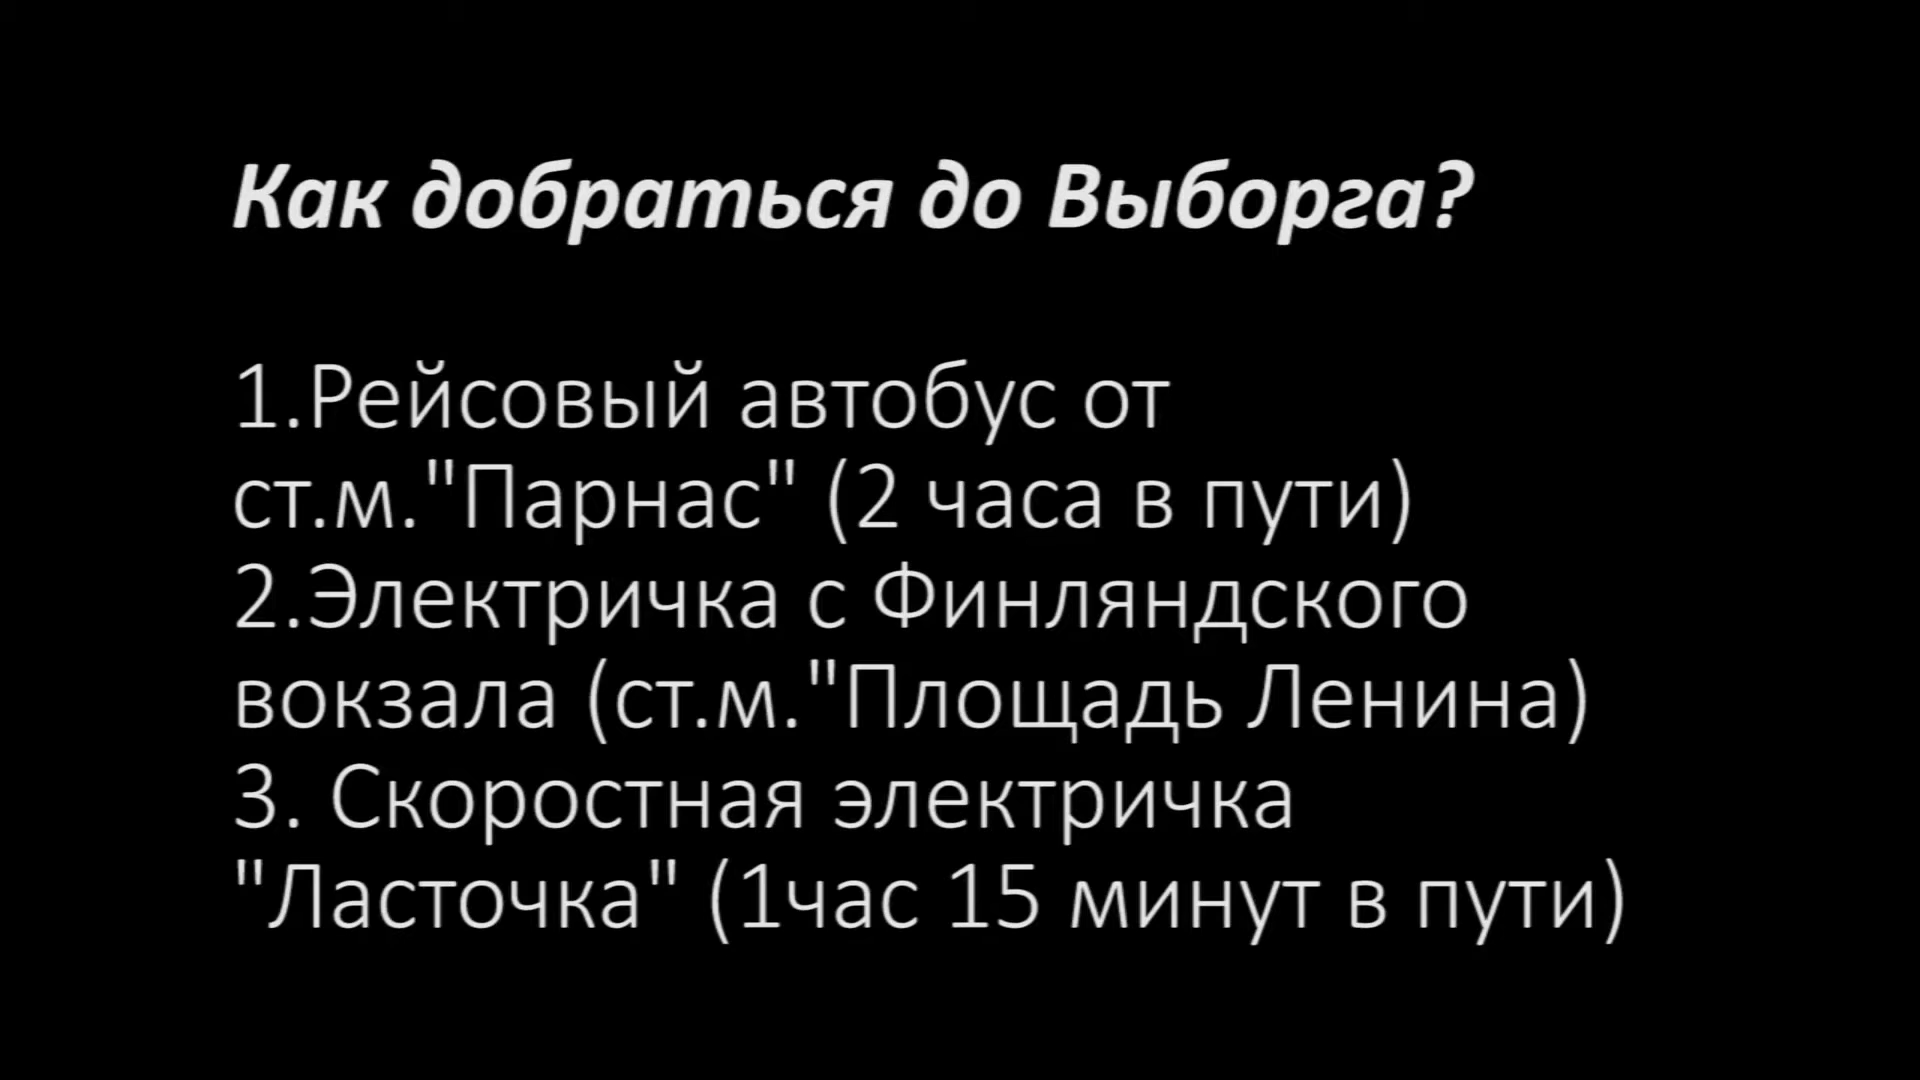 Как добраться до Выборга?
1.Рейсовый автобус от
ст.м."Парнас" (2 часа в пути)
2.Электричка с Финляндского
вокзала (ст.м."Площадь Ленина)
3. Скоростная электричка
"Ласточка" (1час 15 минут в пути)